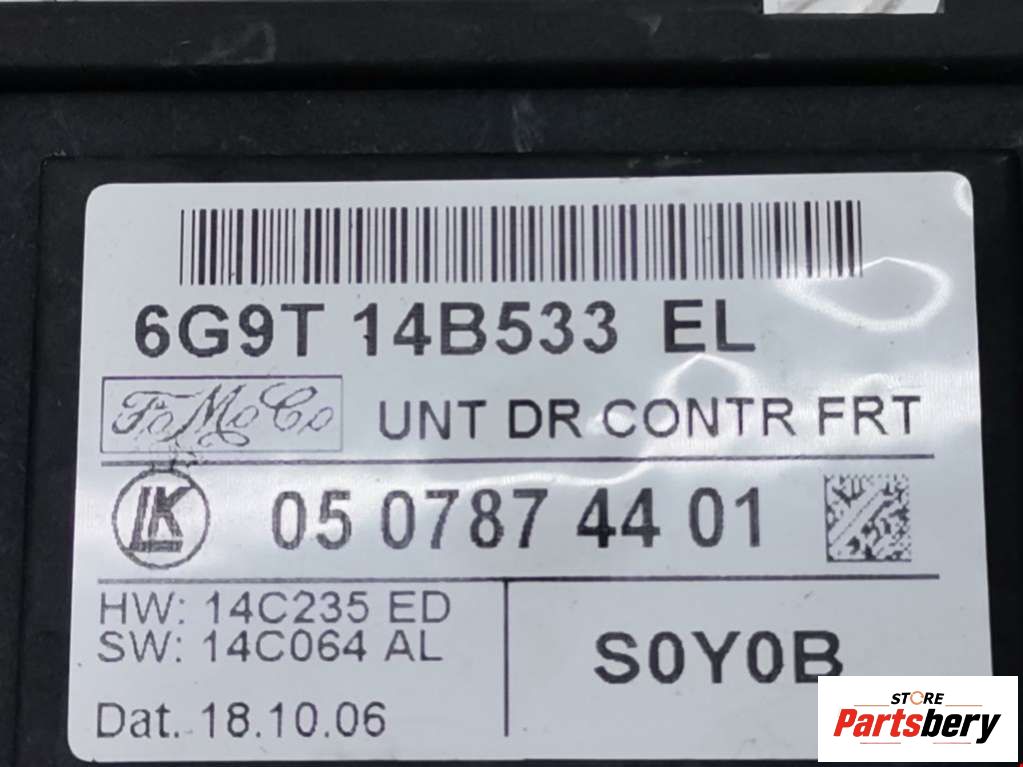 6G9T 14B533 EL
FoMoCo
UNT DR CONTR FRT
LK
05 0787 44 01
HW: 14C235 ED
SW: 14C064 AL
S0Y0B
Dat. 18.10.06
STORE
Partsbery